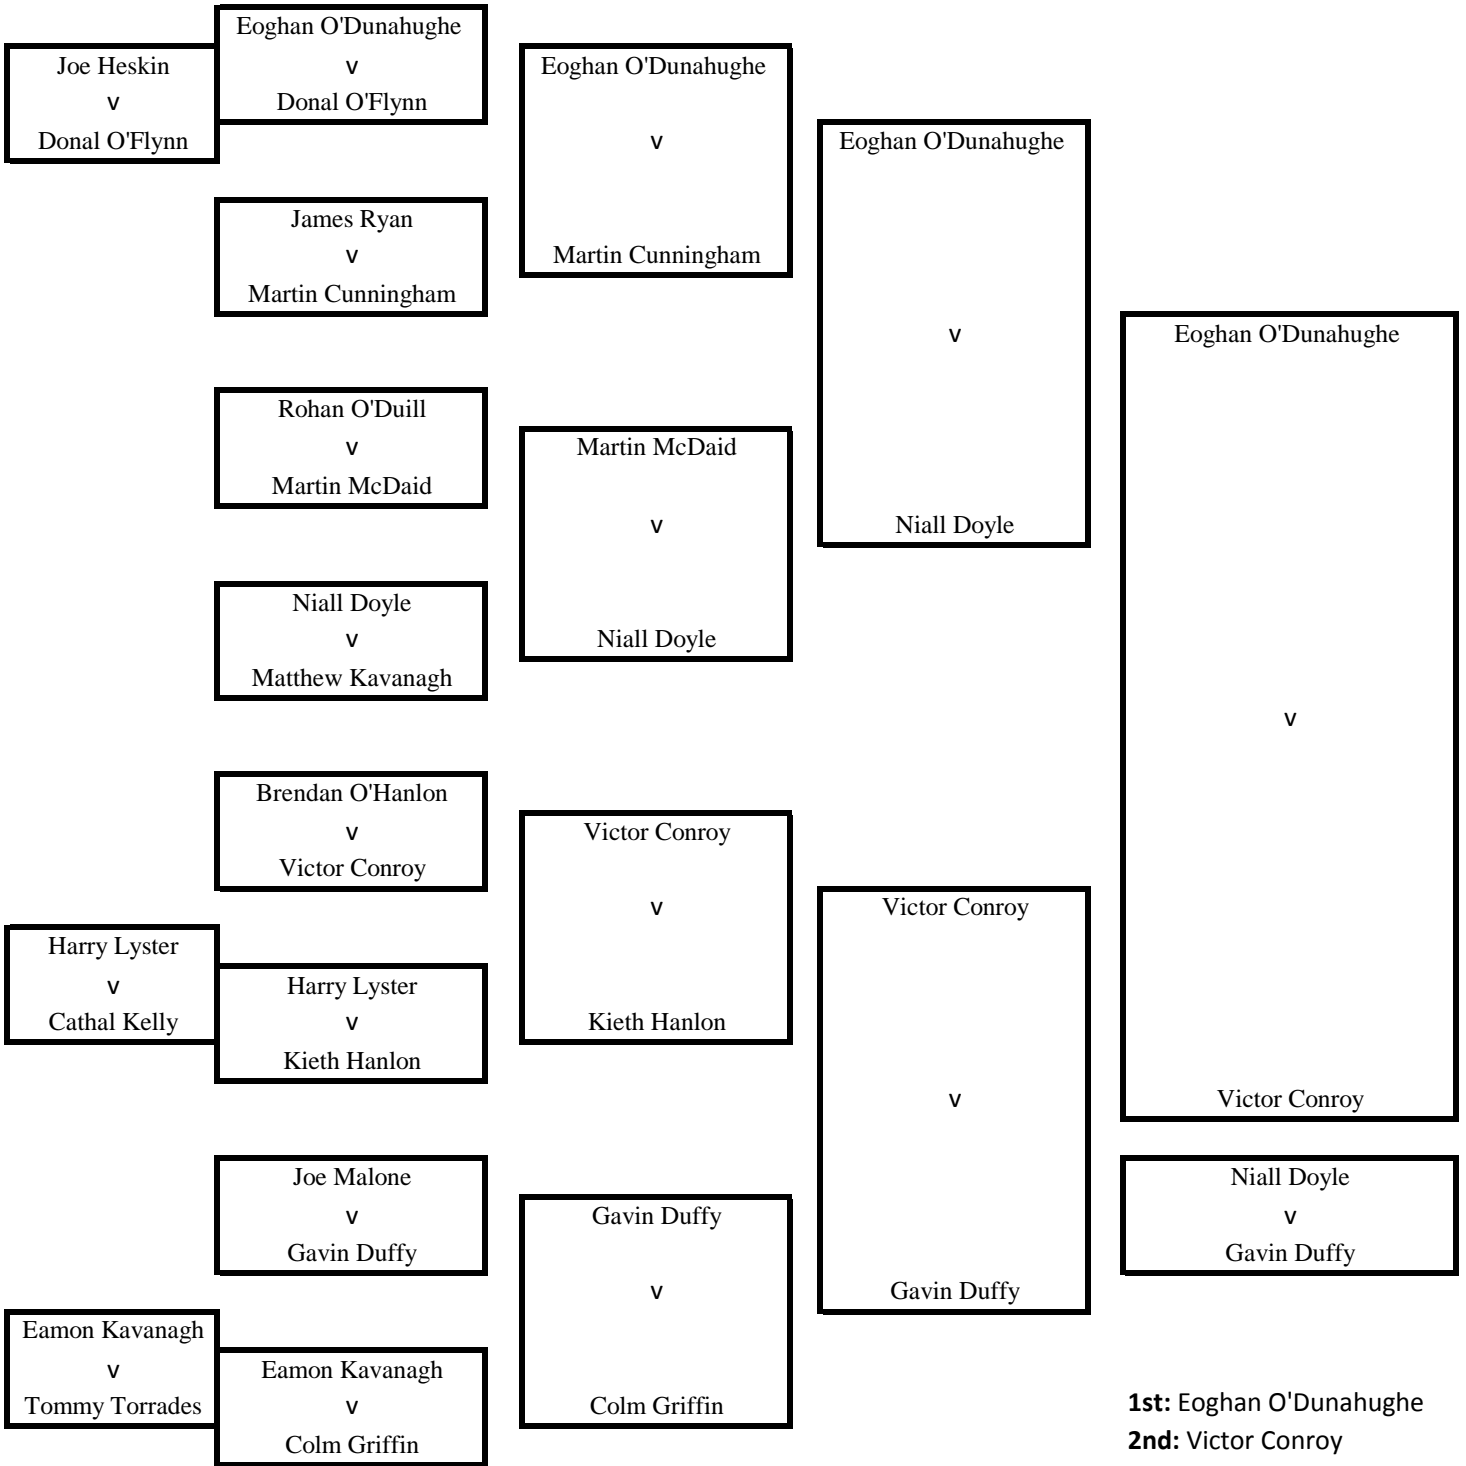 Joe Heskin
v
Donal O'Flynn
Eoghan O'Dunahughe
v
Donal O'Flynn
James Ryan
v
Martin Cunningham
Rohan O'Duill
v
Martin McDaid
Niall Doyle
v
Matthew Kavanagh
Brendan O'Hanlon
v
Victor Conroy
Harry Lyster
v
Cathal Kelly
Harry Lyster
v
Kieth Hanlon
Joe Malone
v
Gavin Duffy
Eamon Kavanagh
v
Tommy Torrades
Eamon Kavanagh
v
Colm Griffin
Eoghan O'Dunahughe
v
Martin Cunningham
Martin McDaid
v
Niall Doyle
Victor Conroy
v
Kieth Hanlon
Gavin Duffy
v
Colm Griffin
Eoghan O'Dunahughe
v
Niall Doyle
Victor Conroy
v
Gavin Duffy
Eoghan O'Dunahughe
v
Victor Conroy
Niall Doyle
v
Gavin Duffy
1st: Eoghan O'Dunahughe
2nd: Victor Conroy